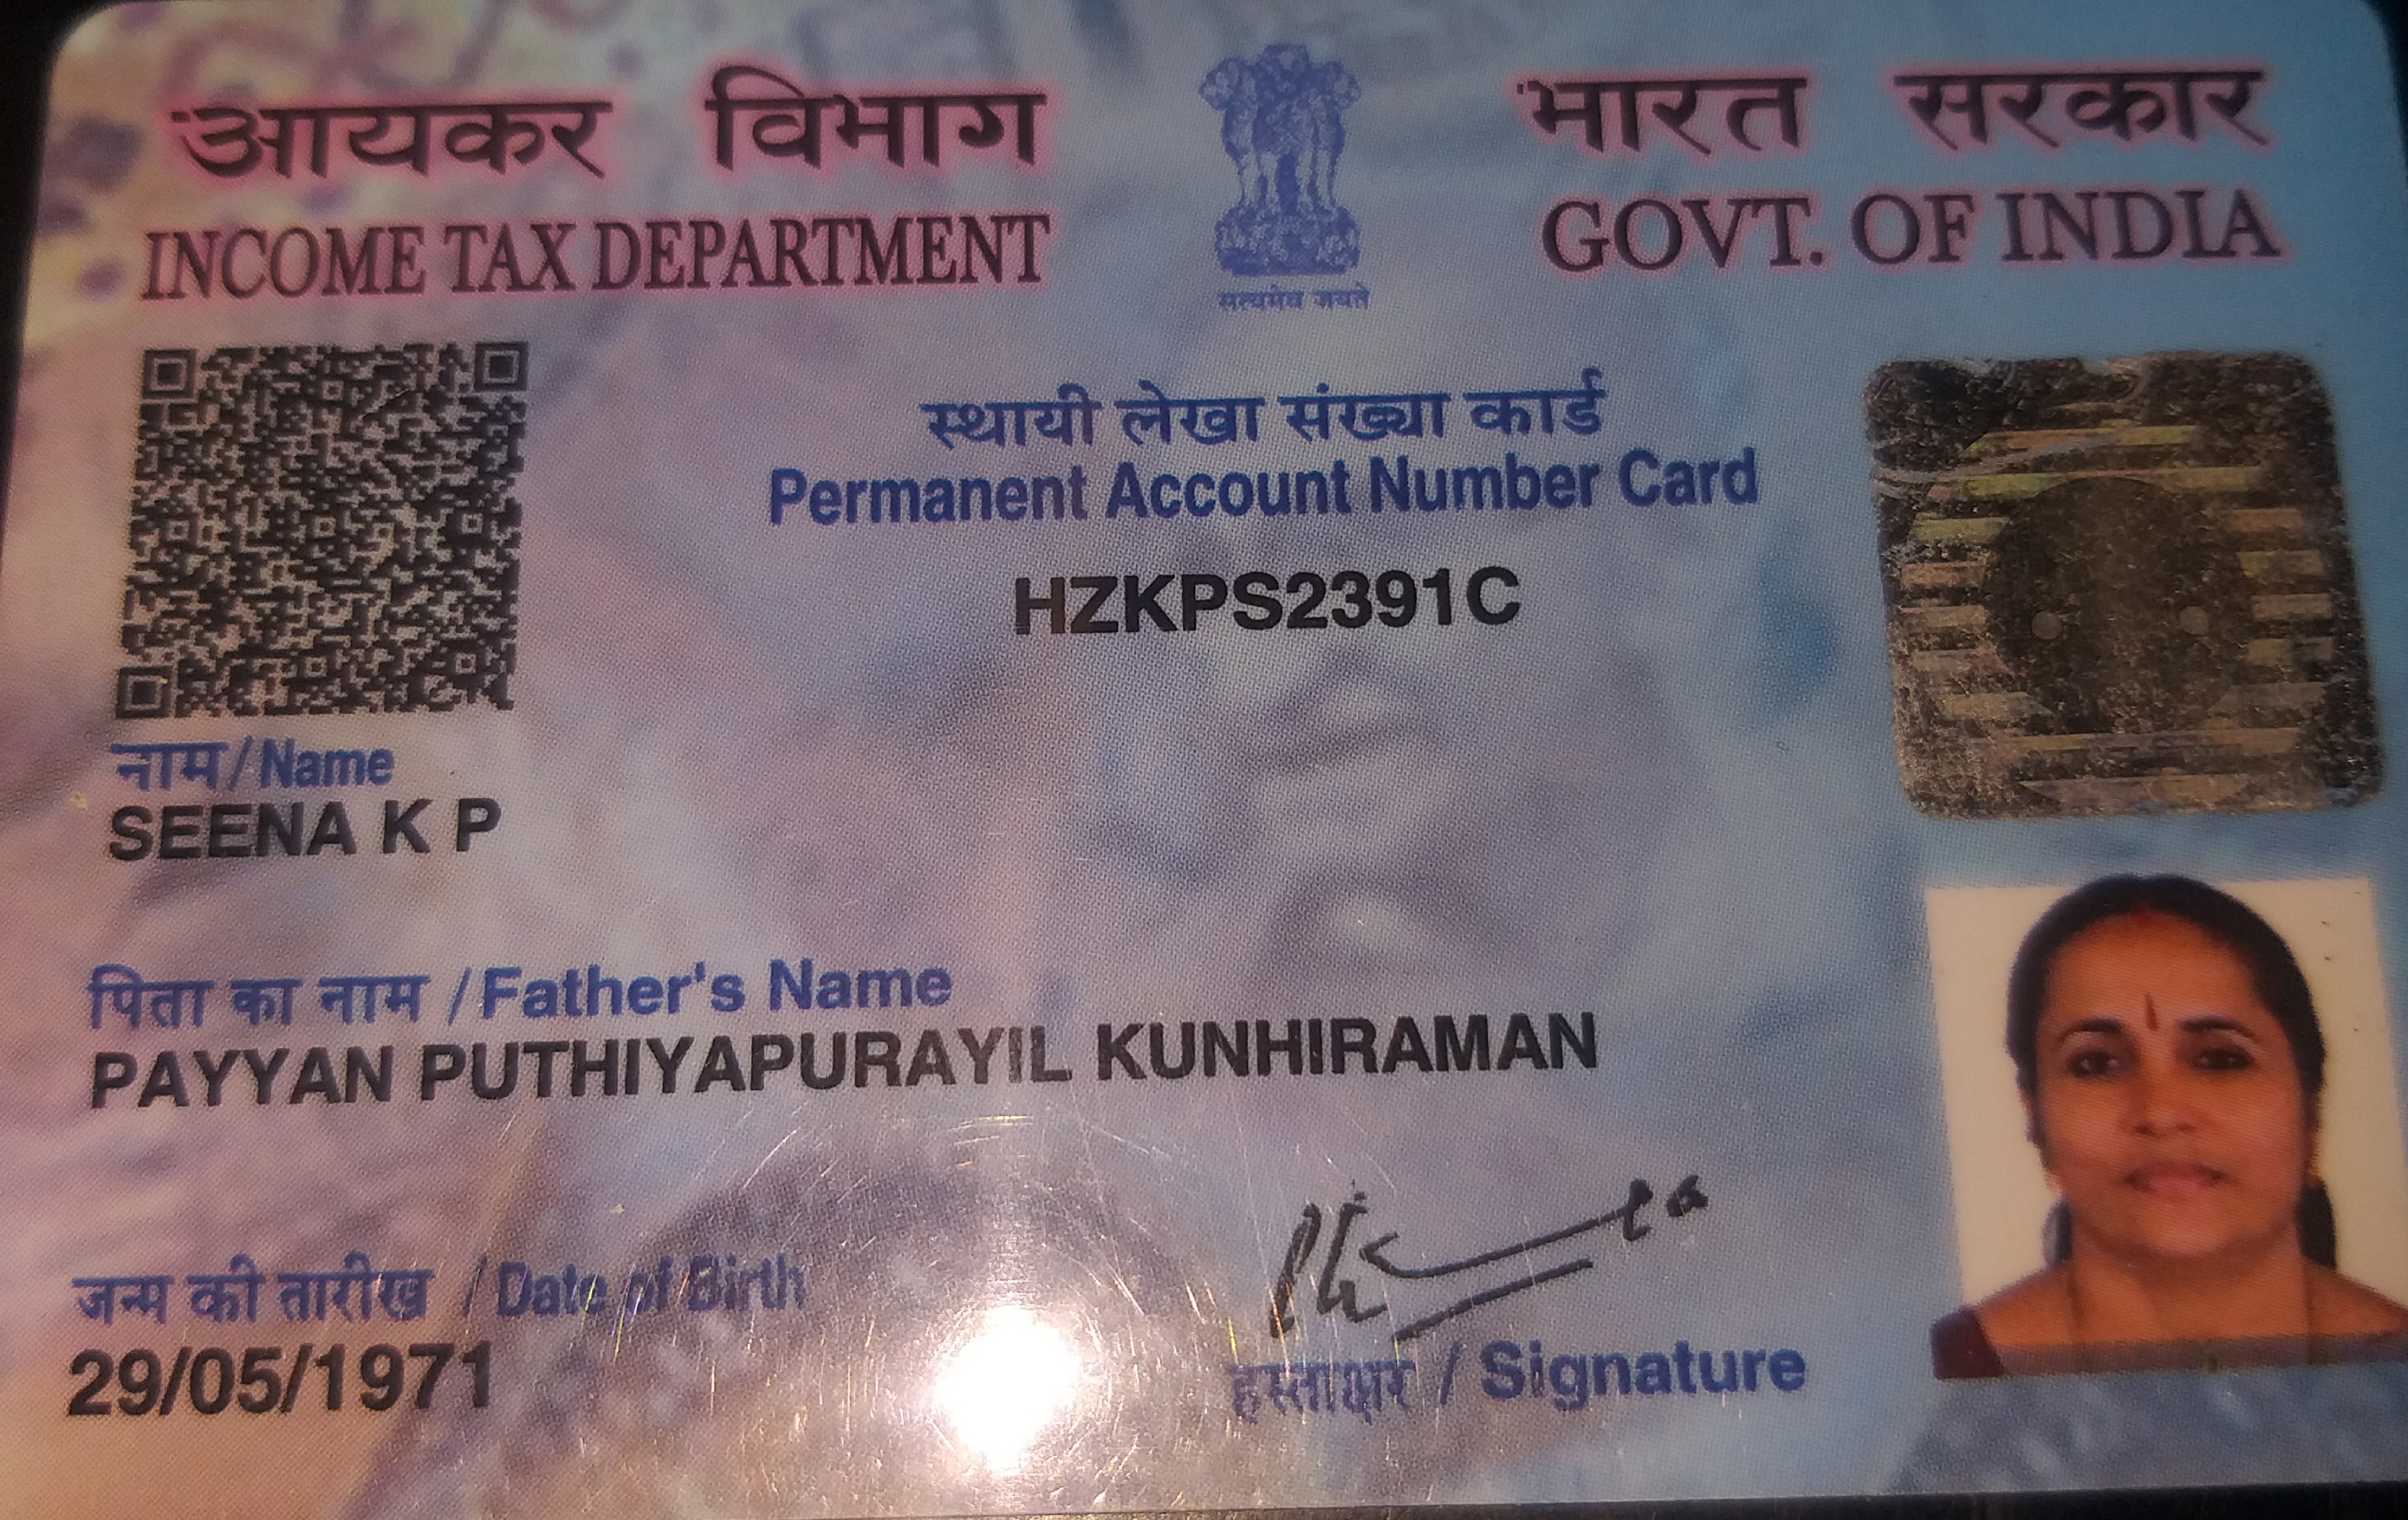 आयकर विभाग
INCOME TAX DEPARTMENT
सत्यमेव जयते
भारत सरकार
GOVT. OF INDIA
स्थायी लेखा संख्या कार्ड
Permanent Account Number Card
HZKPS2391C
नाम / Name
SEENA K P
पिता का नाम / Father's Name
PAYYAN PUTHIYAPURAYIL KUNHIRAMAN
जन्म की तारीख / Date of Birth
29/05/1971
हस्ताक्षर / Signature